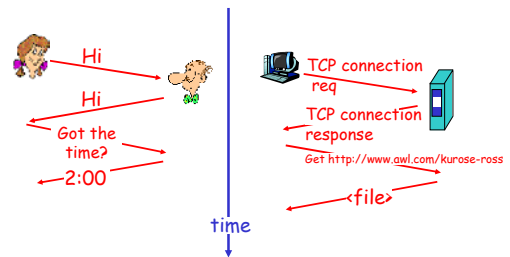 Hi
Hi
Got the
time?
2:00
TCP connection
req
TCP connection
response
Get http://www.awl.com/kurose-ross
<file>
time